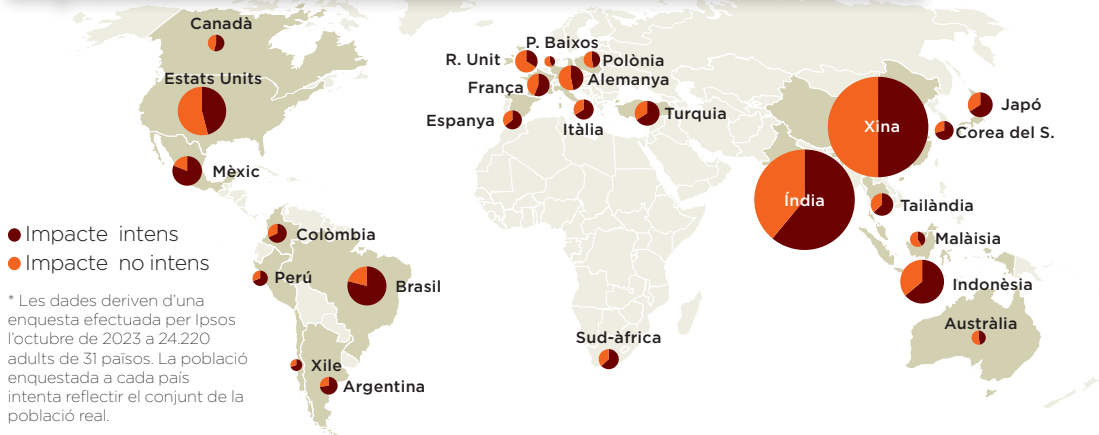 Canadà
Estats Units
Mèxic
P. Baixos
R. Unit
Polònia
França
Alemanya
Espanya
Itàlia
Turquia
Xina
Japó
Corea del S.
Índia
Tailàndia
Malàisia
Indonèsia
Austràlia
Impacte intens
Impacte no intens
Colòmbia
Perú
Brasil
Xile
Argentina
Sud-àfrica
* Les dades deriven d’una
enquesta efectuada per Ipsos
l’octubre de 2023 a 24.220
adults de 31 països. La població
enquestada a cada país
intenta reflectir el conjunt de la
població real.